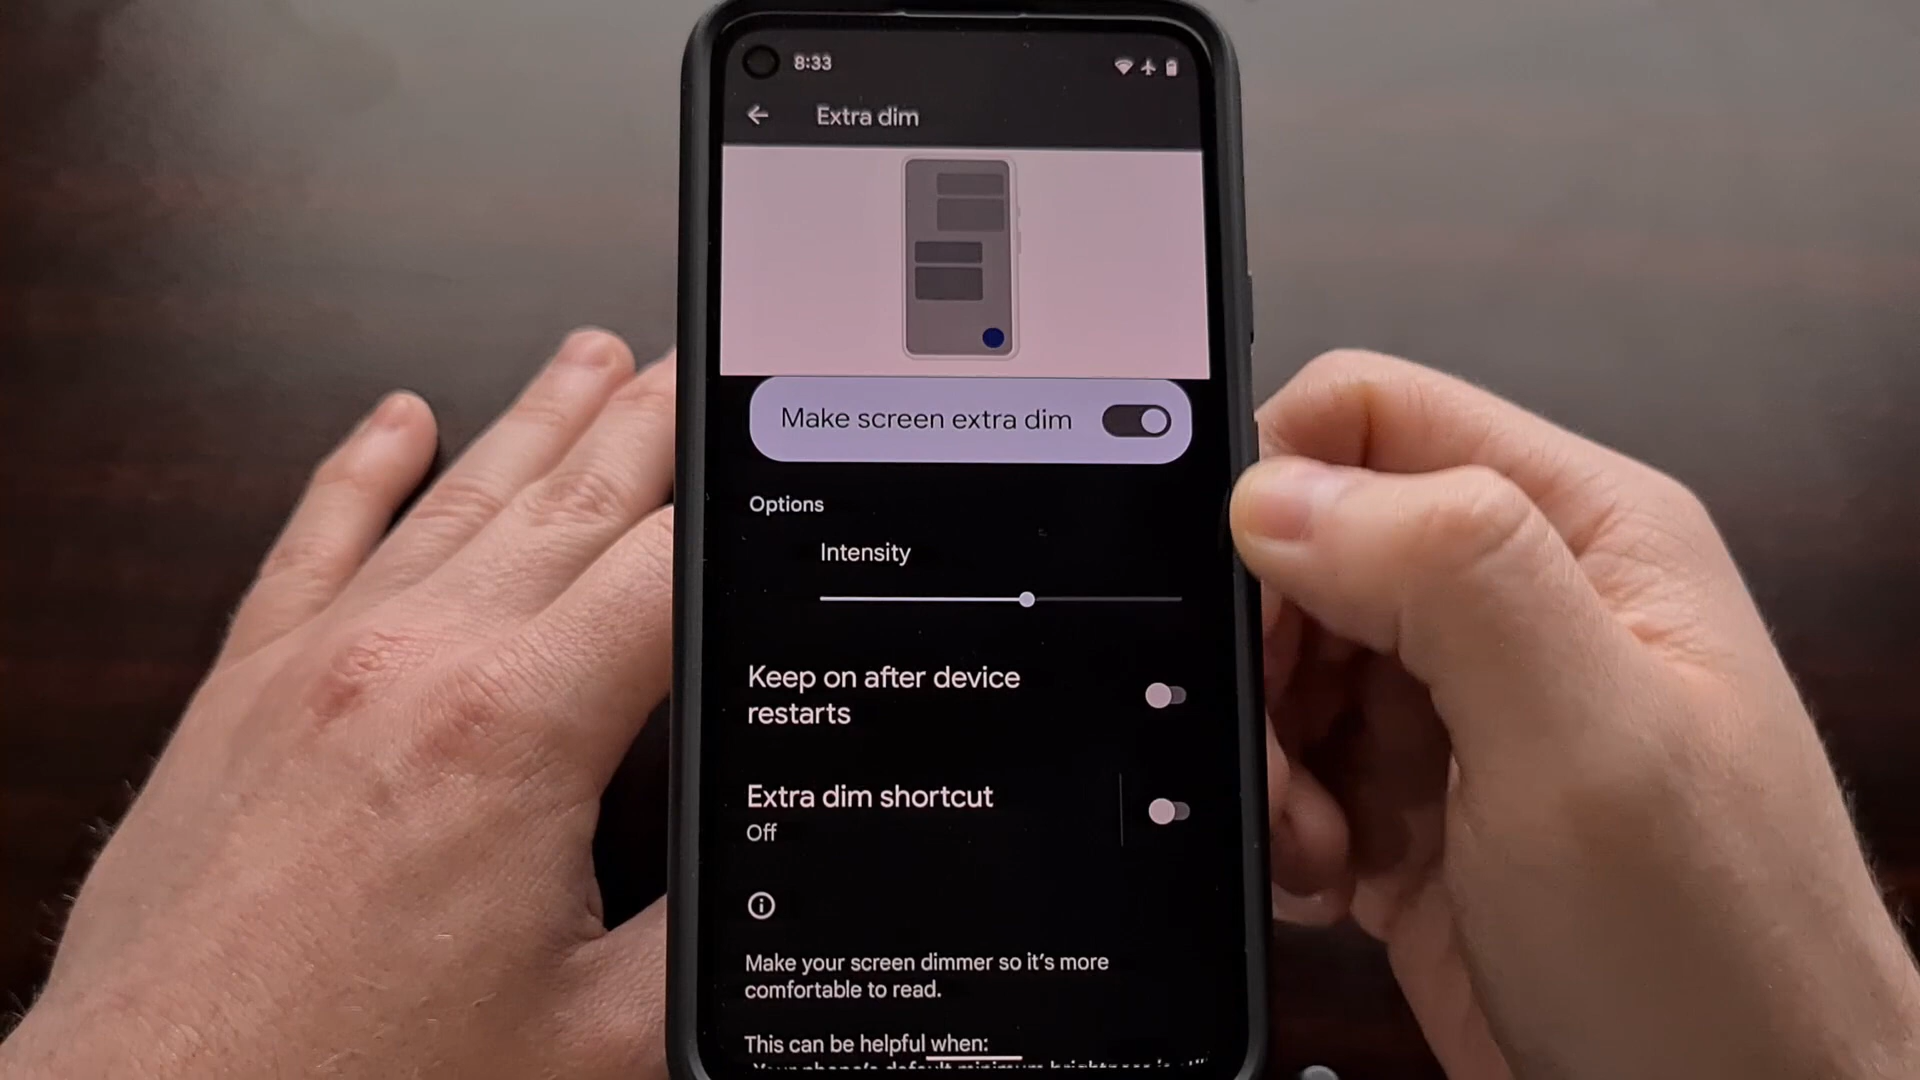 8:33
Extra dim
Make screen extra dim
Options
Intensity
Keep on after device
restarts
Extra dim shortcut
Off
Make your screen dimmer so it's more
comfortable to read.
This can be helpful when: